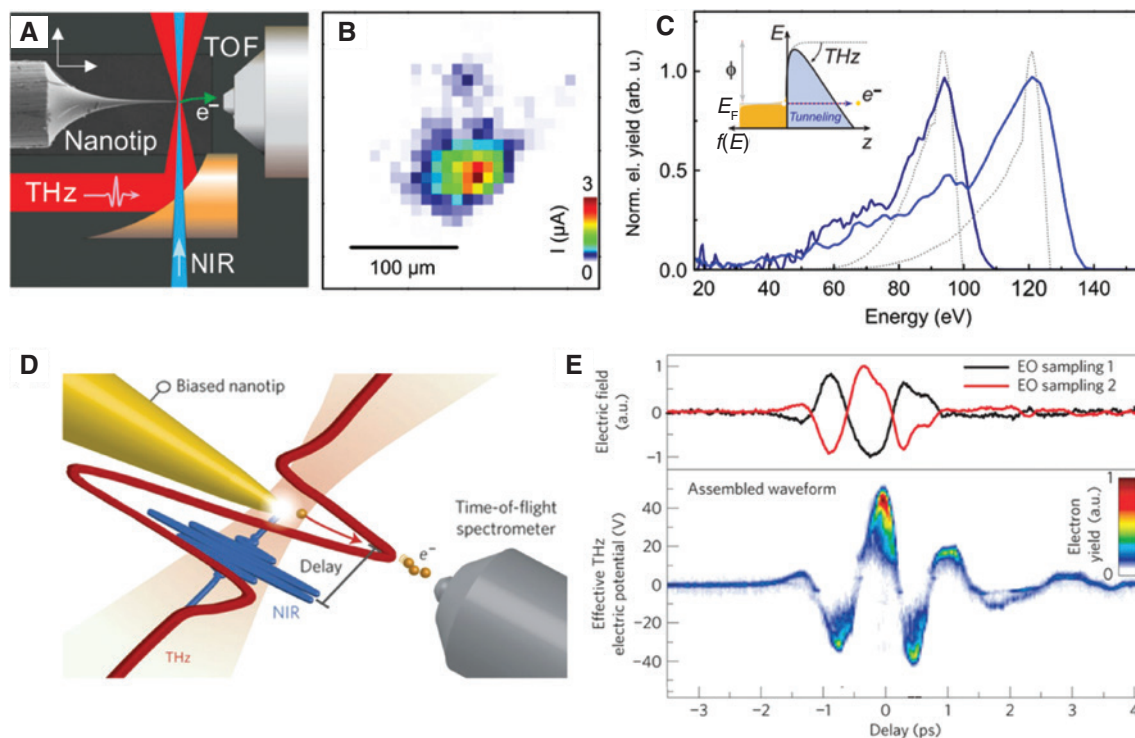 A
TOF
e⁻
Nanotip
THz
NIR
B
100 μm
3
I (μA)
0
C
Norm. el. yield (arb. u.)
1.0
0.5
0.0
20 40 60 80 100 120 140
Energy (eV)
E
THz
ϕ
E_F
e⁻
Tunneling
f(E)
z
D
Biased nanotip
Time-of-flight
spectrometer
e⁻
Delay
NIR
THz
E
EO sampling 1
EO sampling 2
Electric field
(a.u.)
1
0
−1
Assembled waveform
Effective THz
electric potential (V)
40
20
0
−20
−40
Electron
yield (a.u.)
1
0
−3 −2 −1 0 1 2 3 4
Delay (ps)